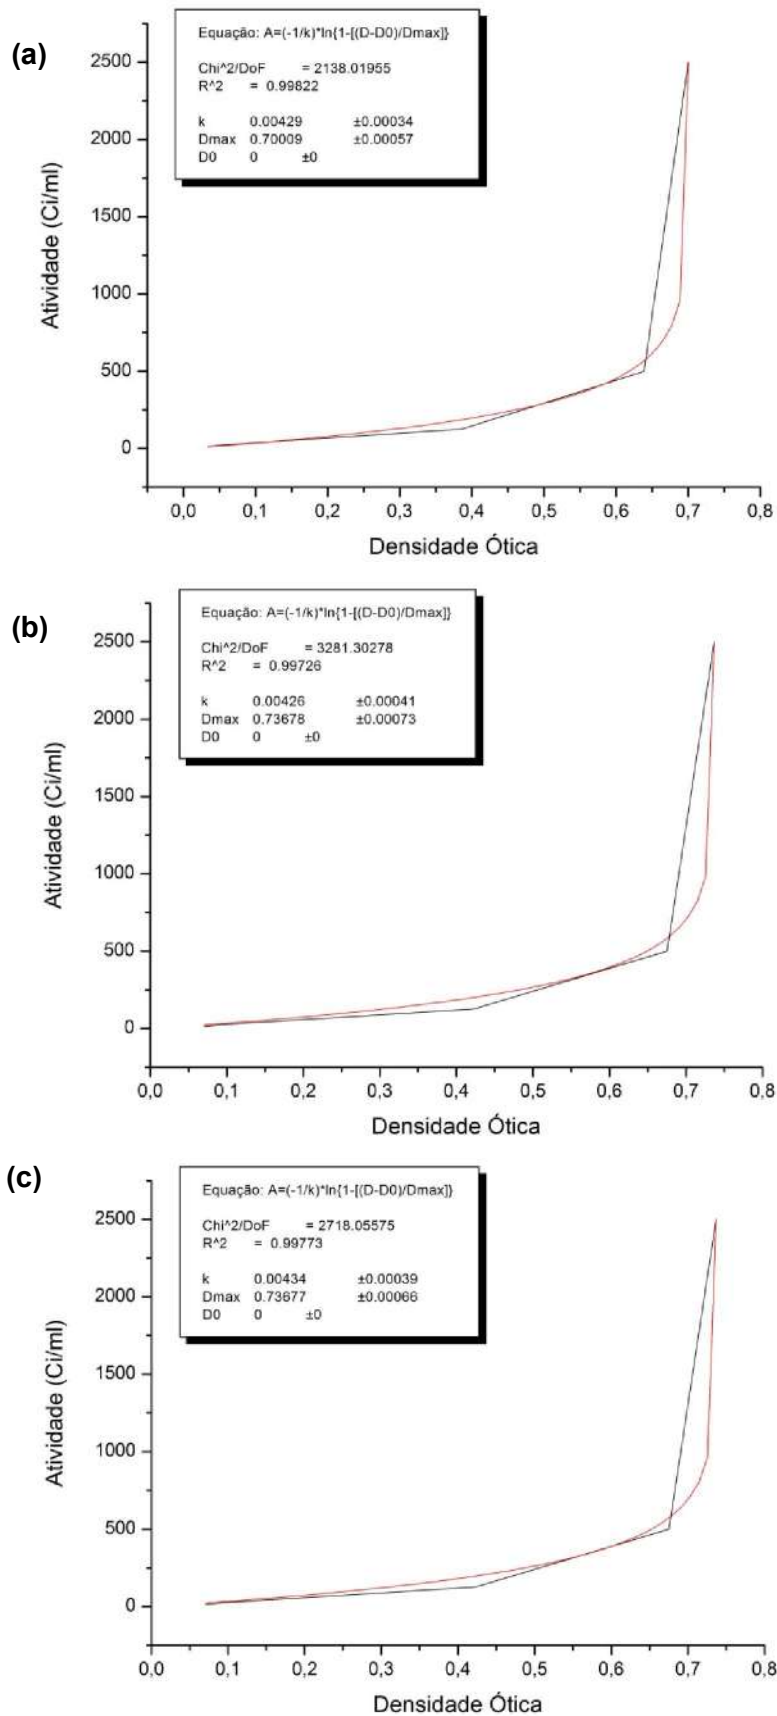 (a)
Equação: A=(-1/k)*ln{1-[(D-D0)/Dmax]}
Chi^2/DoF = 2138.01955
R^2 = 0.99822
k 0.00429 ±0.00034
Dmax 0.70009 ±0.00057
D0 0 ±0
Atividade (Ci/ml)
2500
2000
1500
1000
500
0
0,0 0,1 0,2 0,3 0,4 0,5 0,6 0,7 0,8
Densidade Ótica
(b)
Equação: A=(-1/k)*ln{1-[(D-D0)/Dmax]}
Chi^2/DoF = 3281.30278
R^2 = 0.99726
k 0.00426 ±0.00041
Dmax 0.73678 ±0.00073
D0 0 ±0
Atividade (Ci/ml)
2500
2000
1500
1000
500
0
0,0 0,1 0,2 0,3 0,4 0,5 0,6 0,7 0,8
Densidade Ótica
(c)
Equação: A=(-1/k)*ln{1-[(D-D0)/Dmax]}
Chi^2/DoF = 2718.05575
R^2 = 0.99773
k 0.00434 ±0.00039
Dmax 0.73677 ±0.00066
D0 0 ±0
Atividade (Ci/ml)
2500
2000
1500
1000
500
0
0,0 0,1 0,2 0,3 0,4 0,5 0,6 0,7 0,8
Densidade Ótica